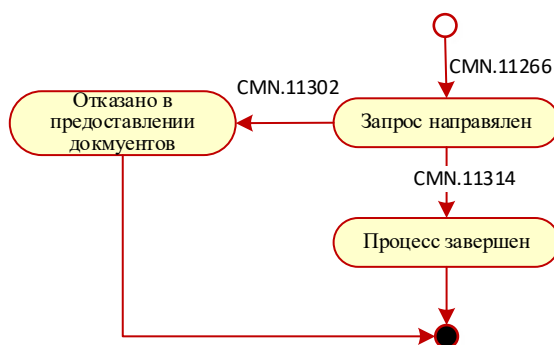 CMN.11266
CMN.11302
Отказано в
предоставлении
докмуентов
Запрос направялен
CMN.11314
Процесс завершен